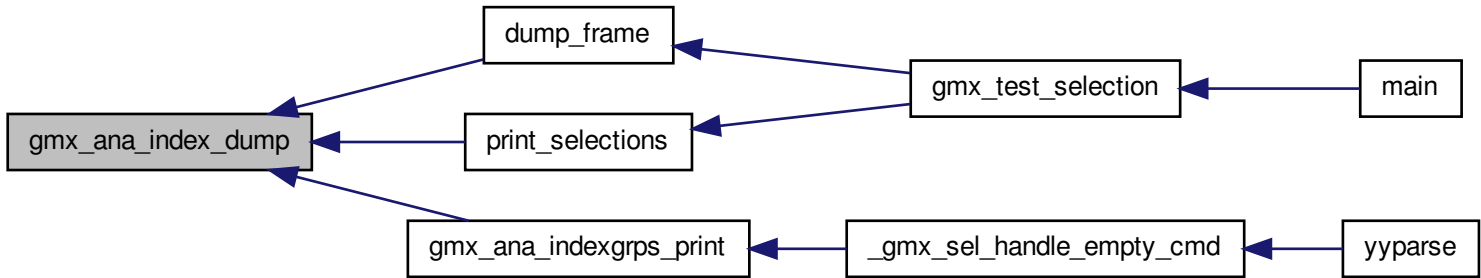 dump_frame
gmx_test_selection
main
gmx_ana_index_dump
print_selections
gmx_ana_indexgrps_print
_gmx_sel_handle_empty_cmd
yyparse